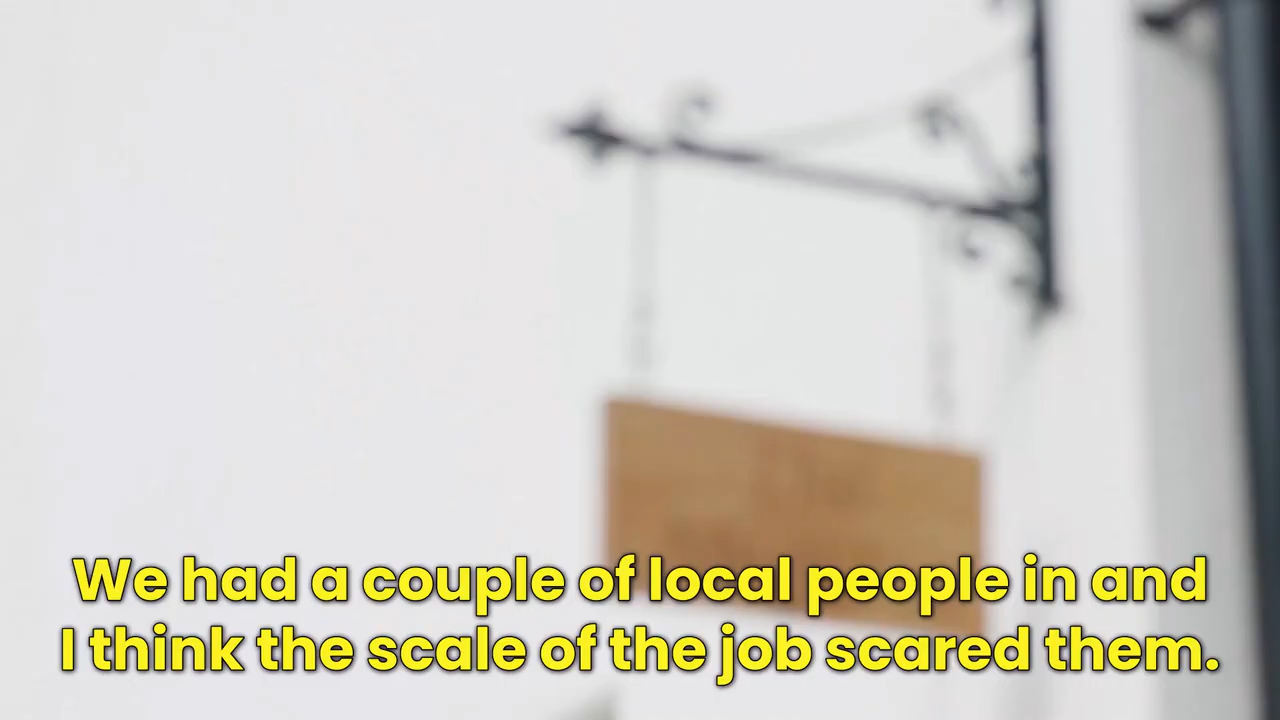 We had a couple of local people in and
I think the scale of the job scared them.